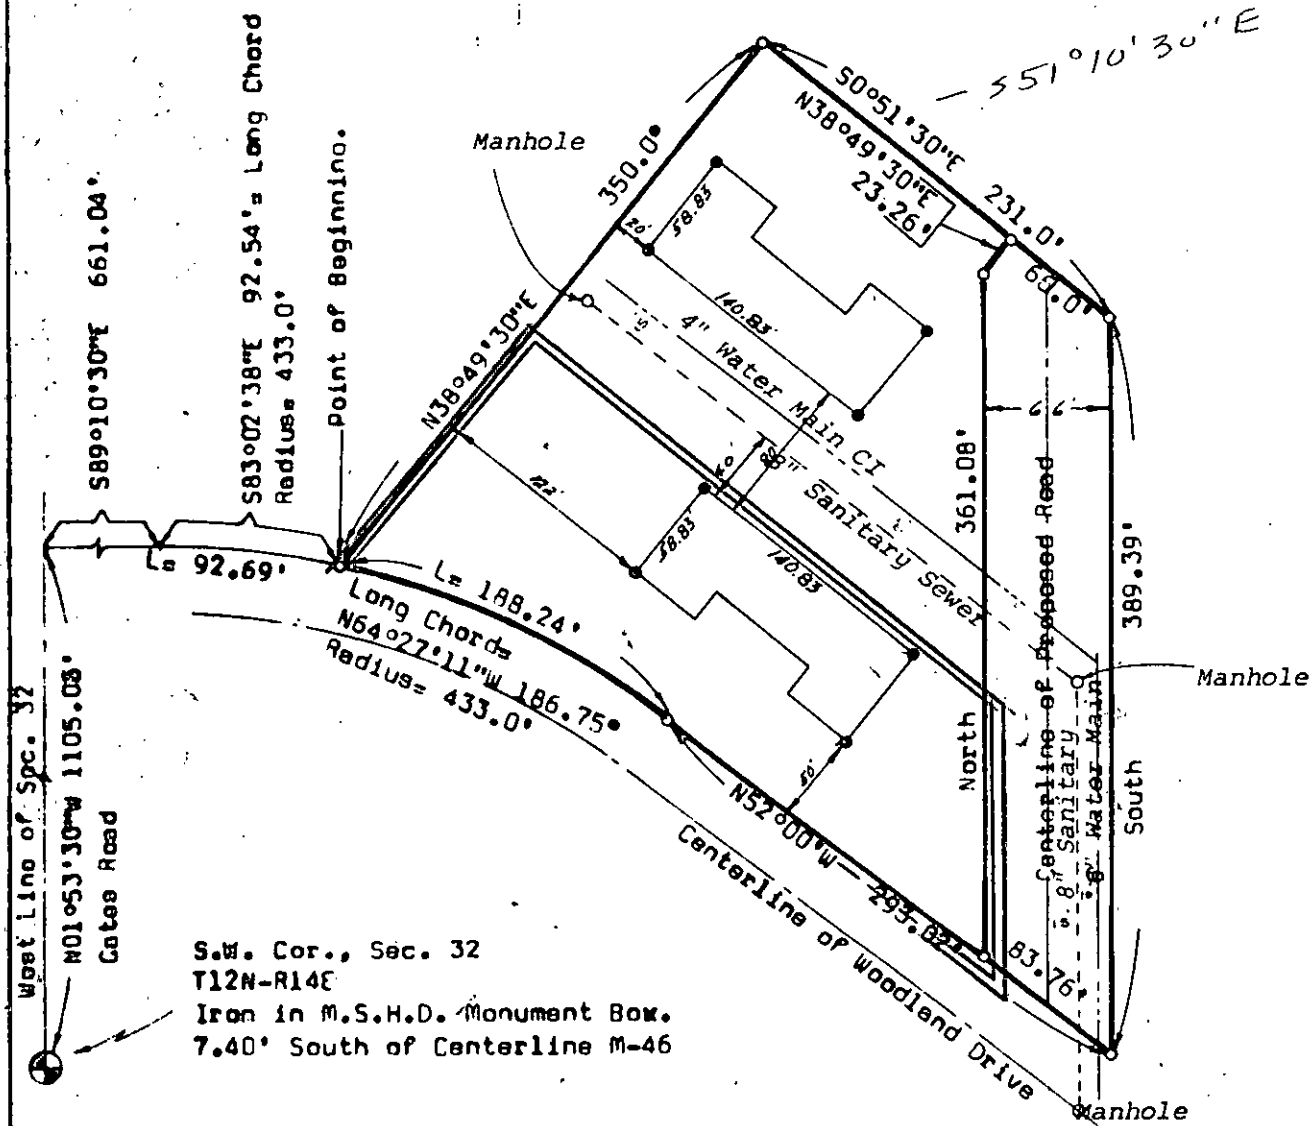 S51°10'30"E
S0°51'30"E
231.0'
N38°49'30"E
23.26'
350.0'
Manhole
S89°10'30"E 661.04'
S83°02'38"E 92.54'= Long Chord
Radius= 433.0'
Point of Beginning.
58.83
20'
140.83'
4" Water Main CI
N38°49'30"E
66'
361.08'
Centerline of Proposed Road
389.39'
8" Sanitary Sewer
58.83'
140.83
L= 92.69'
L= 188.24'
Long Chord=
N64°27'11"W 186.75'
Radius= 433.0'
Manhole
North
8" Sanitary
8" Water Main
South
50'
N52°00'W 293.02'
83.76'
Centerline of Woodland Drive
West Line of Sec. 32
N01°53'30"W 1105.03'
Gates Road
S.W. Cor., Sec. 32
T12N-R14E
Iron in M.S.H.D. Monument Box.
7.40' South of Centerline M-46
Manhole